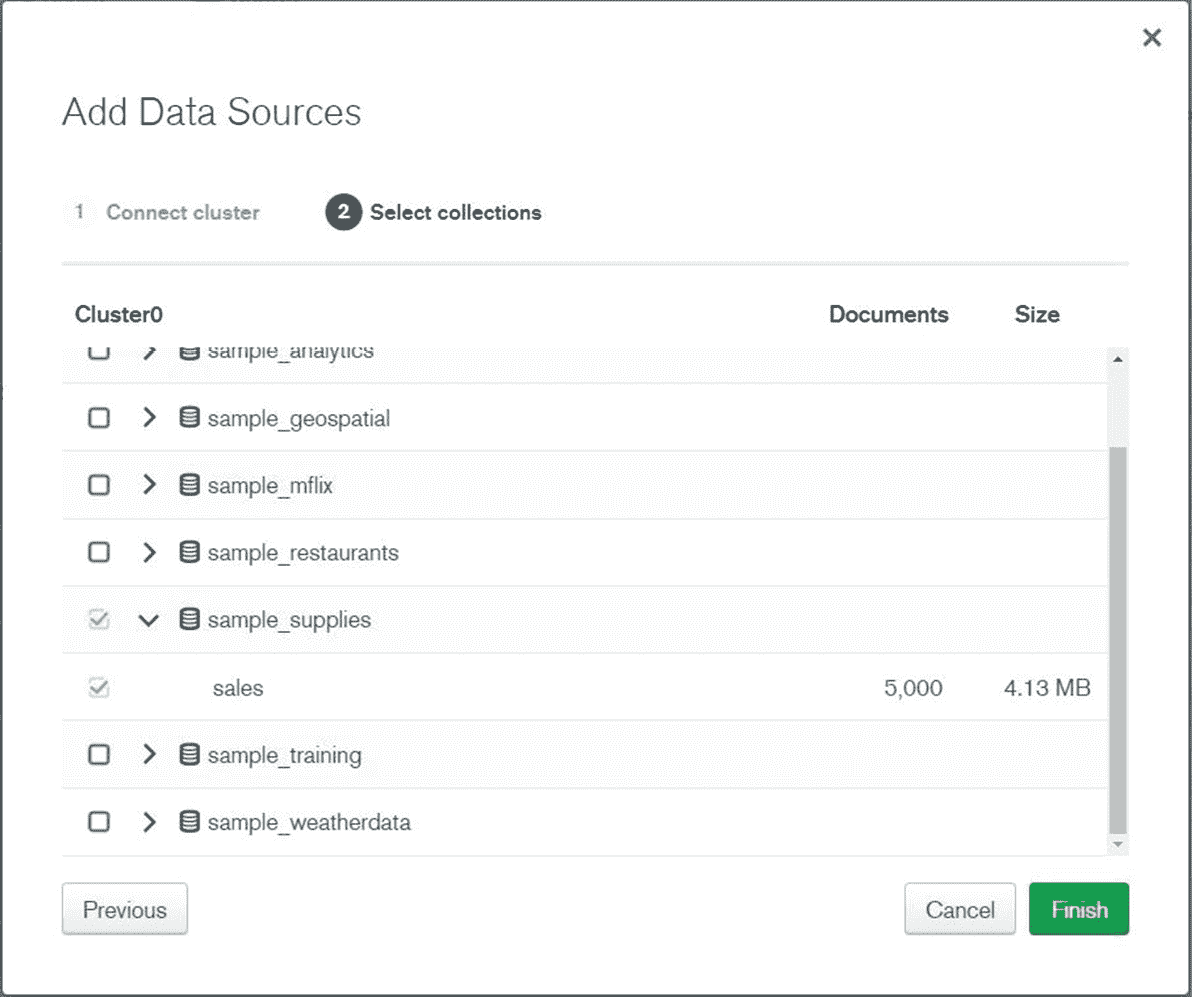 Add Data Sources
1 Connect cluster 2 Select collections
Cluster0 Documents Size
sample_analytics
sample_geospatial
sample_mflix
sample_restaurants
sample_supplies
sales 5,000 4.13 MB
sample_training
sample_weatherdata
Previous Cancel Finish